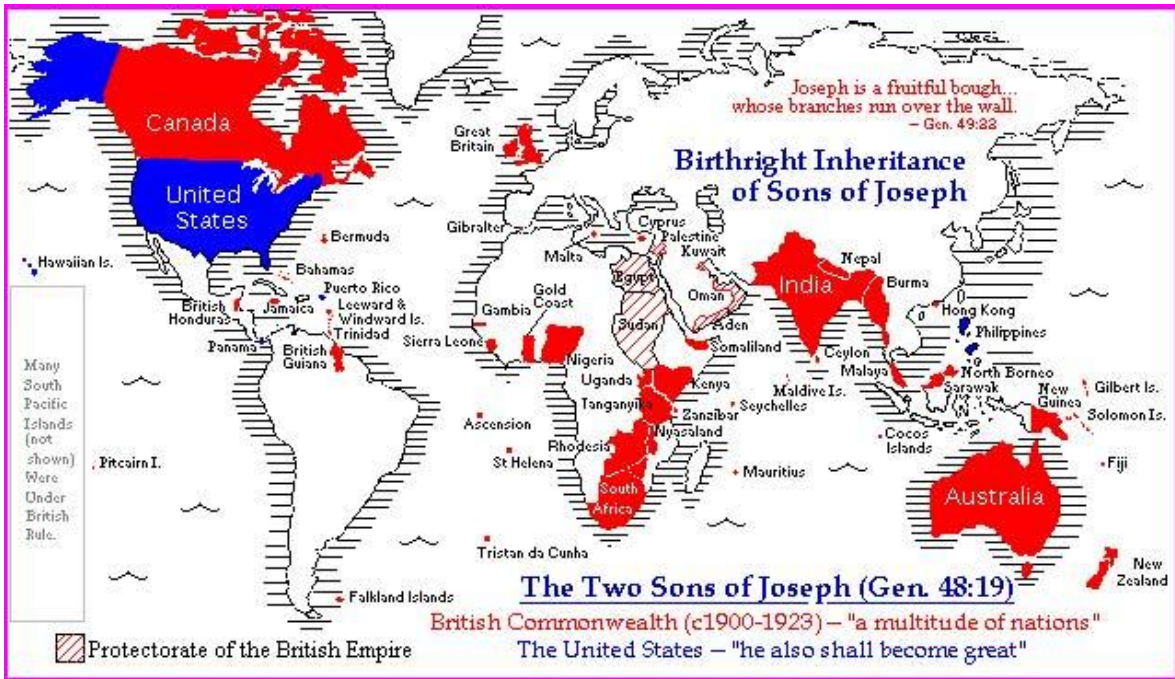 Joseph is a fruitful bough...
whose branches run over the wall.
– Gen. 49:22
Birthright Inheritance
of Sons of Joseph
Canada
United
States
Great
Britain
Hawaiian Is.
Bermuda
Bahamas
Puerto Rico
Leeward &
Windward Is.
Trinidad
British
Honduras
Jamaica
Panama
British
Guiana
Gibraltar
Malta
Cyprus
Palestine
Kuwait
Egypt
Oman
Sudan
Aden
Gambia
Gold
Coast
Sierra Leone
Nigeria
Somaliland
Uganda
Kenya
Tanganyika
Zanzibar
Seychelles
Nyasaland
Rhodesia
South
Africa
Ascension
St Helena
Mauritius
Tristan da Cunha
Falkland Islands
Pitcairn I.
India
Nepal
Burma
Hong Kong
Philippines
Ceylon
Malaya
Maldive Is.
North Borneo
Sarawak
New
Guinea
Gilbert Is.
Solomon Is.
Cocos
Islands
Fiji
Australia
New
Zealand
Many
South
Pacific
Islands
(not
shown)
Were
Under
British
Rule.
The Two Sons of Joseph (Gen. 48:19)
British Commonwealth (c1900-1923) – "a multitude of nations"
The United States – "he also shall become great"
Protectorate of the British Empire